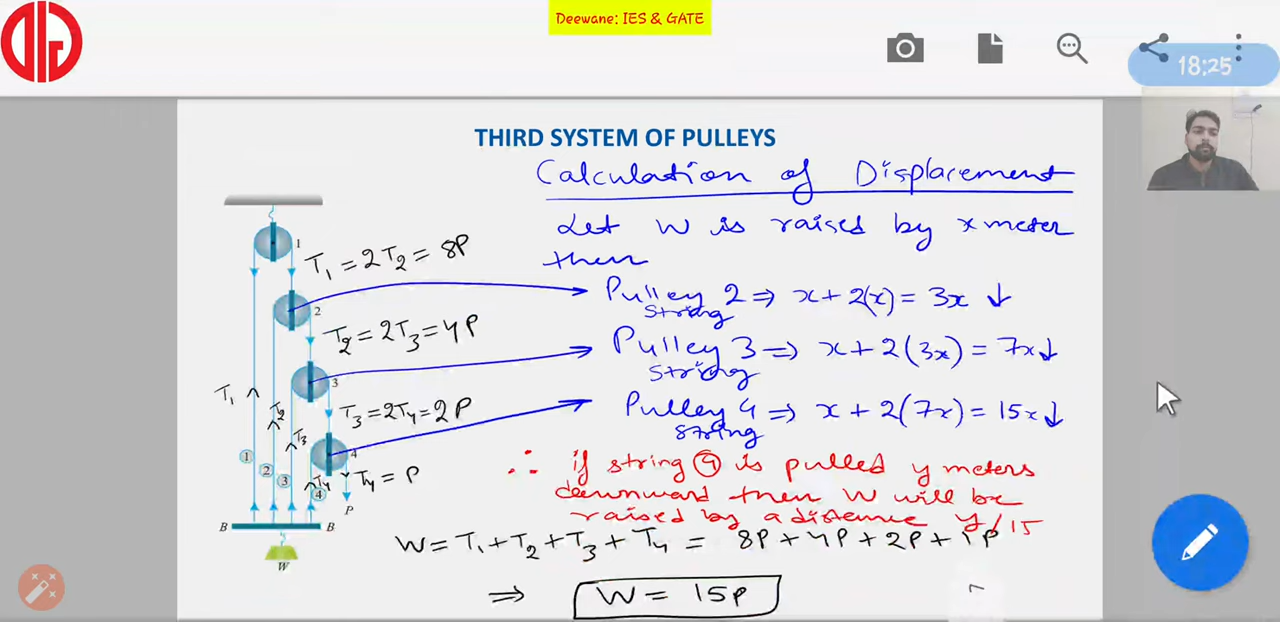 Deewane: IES & GATE
18:25
THIRD SYSTEM OF PULLEYS
Calculation of Displacement
Let W is raised by x meter
then
Pulley 2 ⇒ x + 2(x) = 3x ↓
string
Pulley 3 ⇒ x + 2(3x) = 7x ↓
string
Pulley 4 ⇒ x + 2(7x) = 15x ↓
string
∴ if string ④ is pulled y meters
downward then W will be
raised by a distance y/15
W = T₁ + T₂ + T₃ + T₄ = 8P + 4P + 2P + 1P
⇒ W = 15P
1
T₁ = 2T₂ = 8P
2
T₂ = 2T₃ = 4P
3
T₃ = 2T₄ = 2P
4
T₄ = P
T₁
T₂
T₃
T₄
① ② ③ ④
P
B B
W